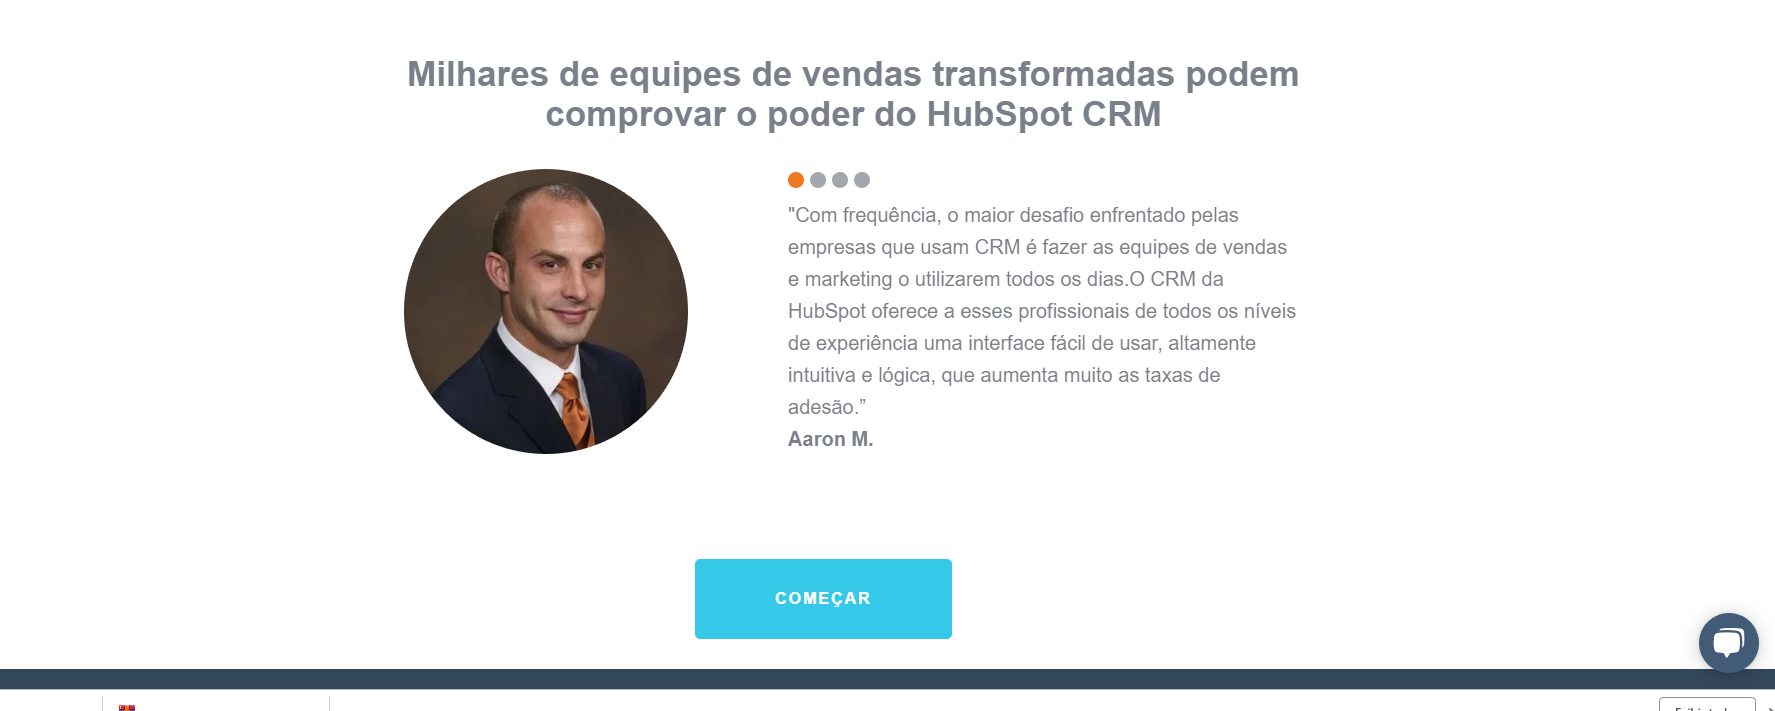 Milhares de equipes de vendas transformadas podem
comprovar o poder do HubSpot CRM
"Com frequência, o maior desafio enfrentado pelas
empresas que usam CRM é fazer as equipes de vendas
e marketing o utilizarem todos os dias.O CRM da
HubSpot oferece a esses profissionais de todos os níveis
de experiência uma interface fácil de usar, altamente
intuitiva e lógica, que aumenta muito as taxas de
adesão.”
Aaron M.
COMEÇAR